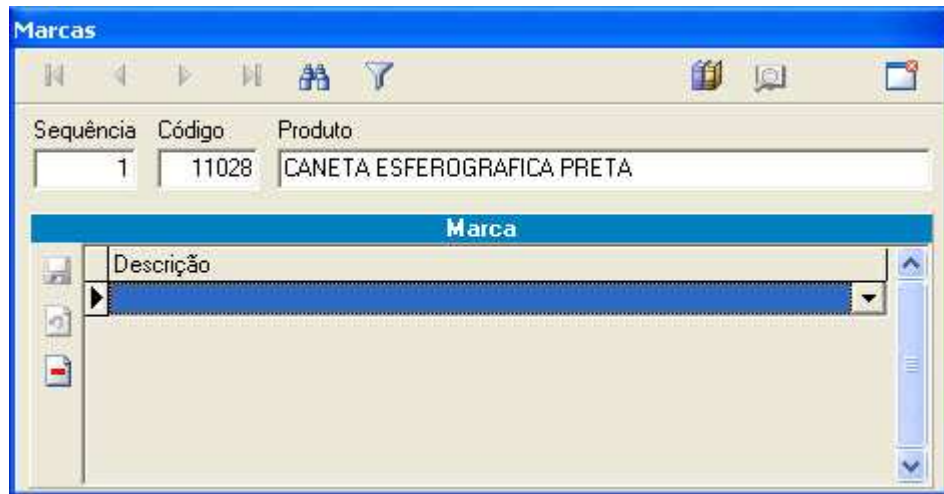 Marcas
Sequência Código Produto
1 11028 CANETA ESFEROGRAFICA PRETA
Marca
Descrição